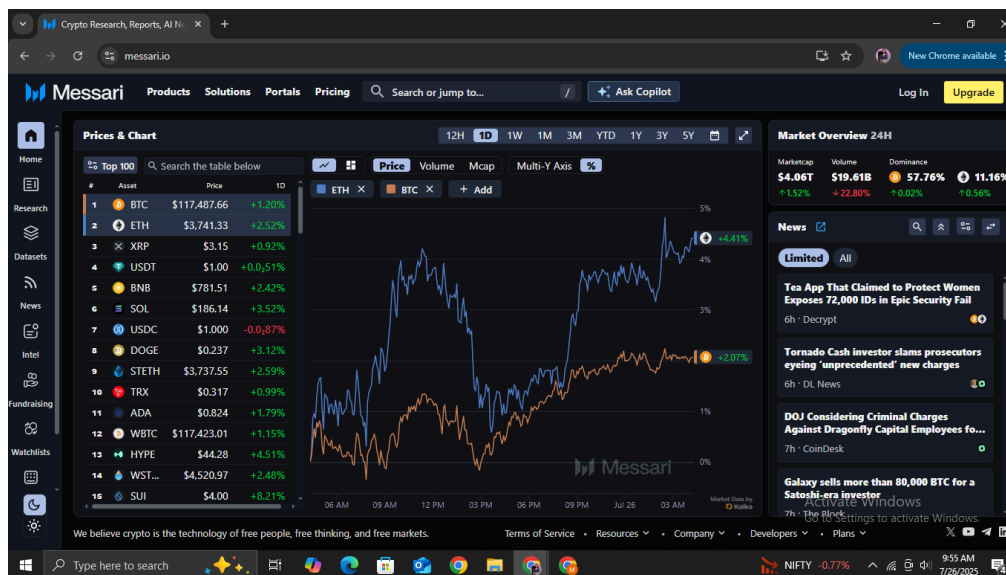 Crypto Research, Reports, AI Ne
messari.io
New Chrome available
Messari
Products Solutions Portals Pricing
Search or jump to... /
Ask Copilot
Log In
Upgrade
Home
Research
Datasets
News
Intel
Fundraising
Watchlists
Prices & Chart
12H 1D 1W 1M 3M YTD 1Y 3Y 5Y
Top 100
Search the table below
Price Volume Mcap
Multi-Y Axis %
ETH
BTC
+ Add
# Asset Price 1D
1 BTC $117,487.66 +1.20%
2 ETH $3,741.33 +2.52%
3 XRP $3.15 +0.92%
4 USDT $1.00 +0.0₂51%
5 BNB $781.51 +2.42%
6 SOL $186.14 +3.52%
7 USDC $1.000 -0.0₂87%
8 DOGE $0.237 +3.12%
9 STETH $3,737.55 +2.59%
10 TRX $0.317 +0.99%
11 ADA $0.824 +1.79%
12 WBTC $117,423.01 +1.15%
13 HYPE $44.28 +4.51%
14 WST... $4,520.97 +2.48%
15 SUI $4.00 +8.21%
5%
+4.41%
4%
3%
+2.07%
1%
0%
Messari
06 AM 09 AM 12 PM 03 PM 06 PM 09 PM Jul 26 03 AM
Market Data by
Kaiko
Market Overview 24H
Marketcap Volume Dominance
$4.06T $19.61B 57.76% 11.16%
↑1.52% ↓22.80% ↑0.02% ↑0.56%
News
Limited All
Tea App That Claimed to Protect Women
Exposes 72,000 IDs in Epic Security Fail
6h · Decrypt
Tornado Cash investor slams prosecutors
eyeing 'unprecedented' new charges
6h · DL News
DOJ Considering Criminal Charges
Against Dragonfly Capital Employees fo...
7h · CoinDesk
Galaxy sells more than 80,000 BTC for a
Satoshi-era investor
7h · The Block
Activate Windows
Go to Settings to activate Windows.
We believe crypto is the technology of free people, free thinking, and free markets.
Terms of Service • Resources • Company • Developers • Plans
Type here to search
NIFTY -0.77%
9:55 AM
7/26/2025